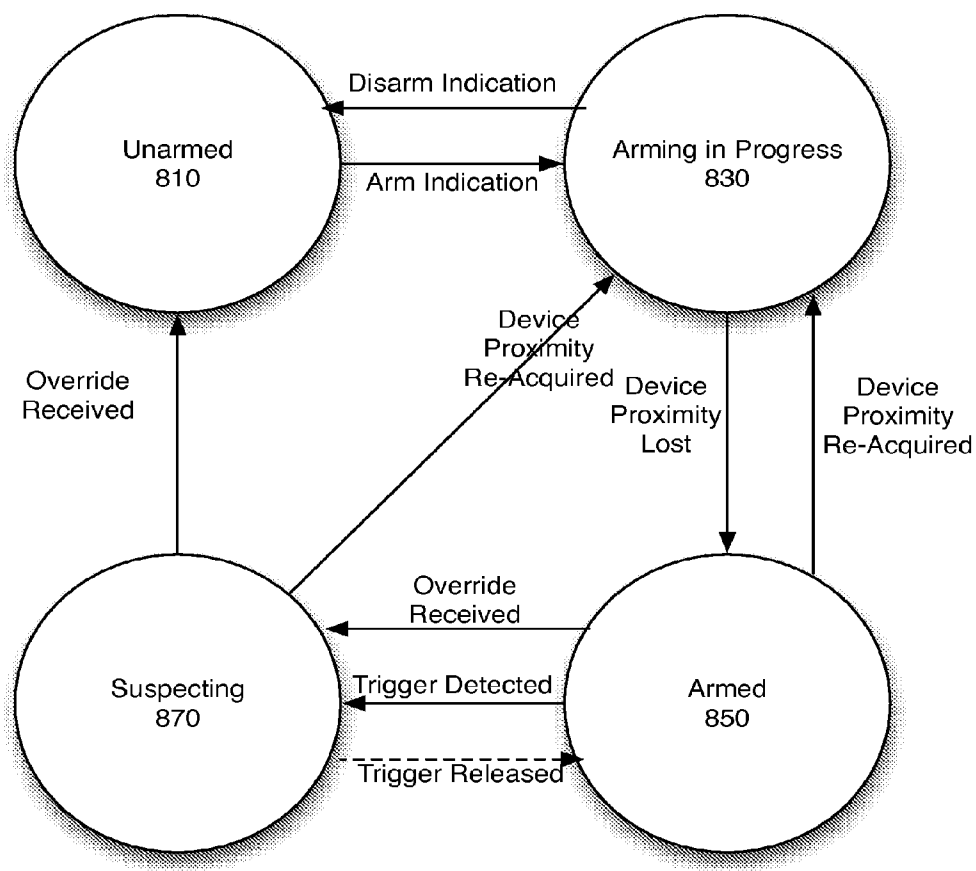 Disarm Indication
Unarmed
810
Arming in Progress
830
Arm Indication
Device
Proximity
Re-Acquired
Override
Received
Device
Proximity
Lost
Device
Proximity
Re-Acquired
Override
Received
Suspecting
870
Trigger Detected
Armed
850
Trigger Released